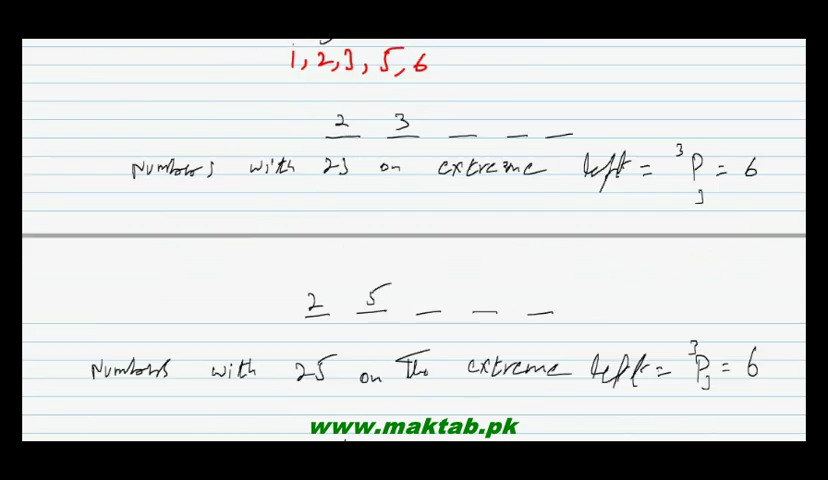 1, 2, 3, 5, 6
2 3 _ _ _
Numbers with 23 on extreme left = ³P₃ = 6
2 5 _ _ _
Numbers with 25 on the extreme left = ³P₃ = 6
www.maktab.pk